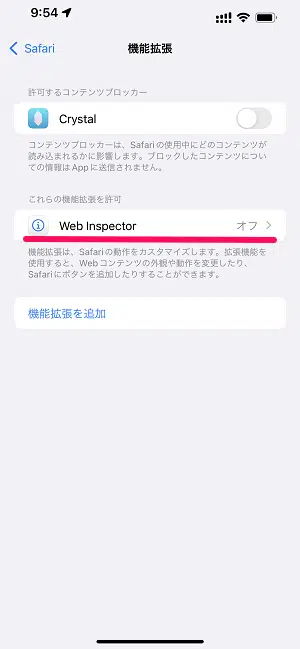 9:54
Safari
機能拡張
許可するコンテンツブロッカー
Crystal
コンテンツブロッカーは、Safariの使用中にどのコンテンツが
読み込まれるかに影響します。ブロックしたコンテンツについ
ての情報はAppに送信されません。
これらの機能拡張を許可
Web Inspector オフ
機能拡張は、Safariの動作をカスタマイズします。拡張機能を
使用すると、Webコンテンツの外観や動作を変更したり、
Safariにボタンを追加したりすることができます。
機能拡張を追加